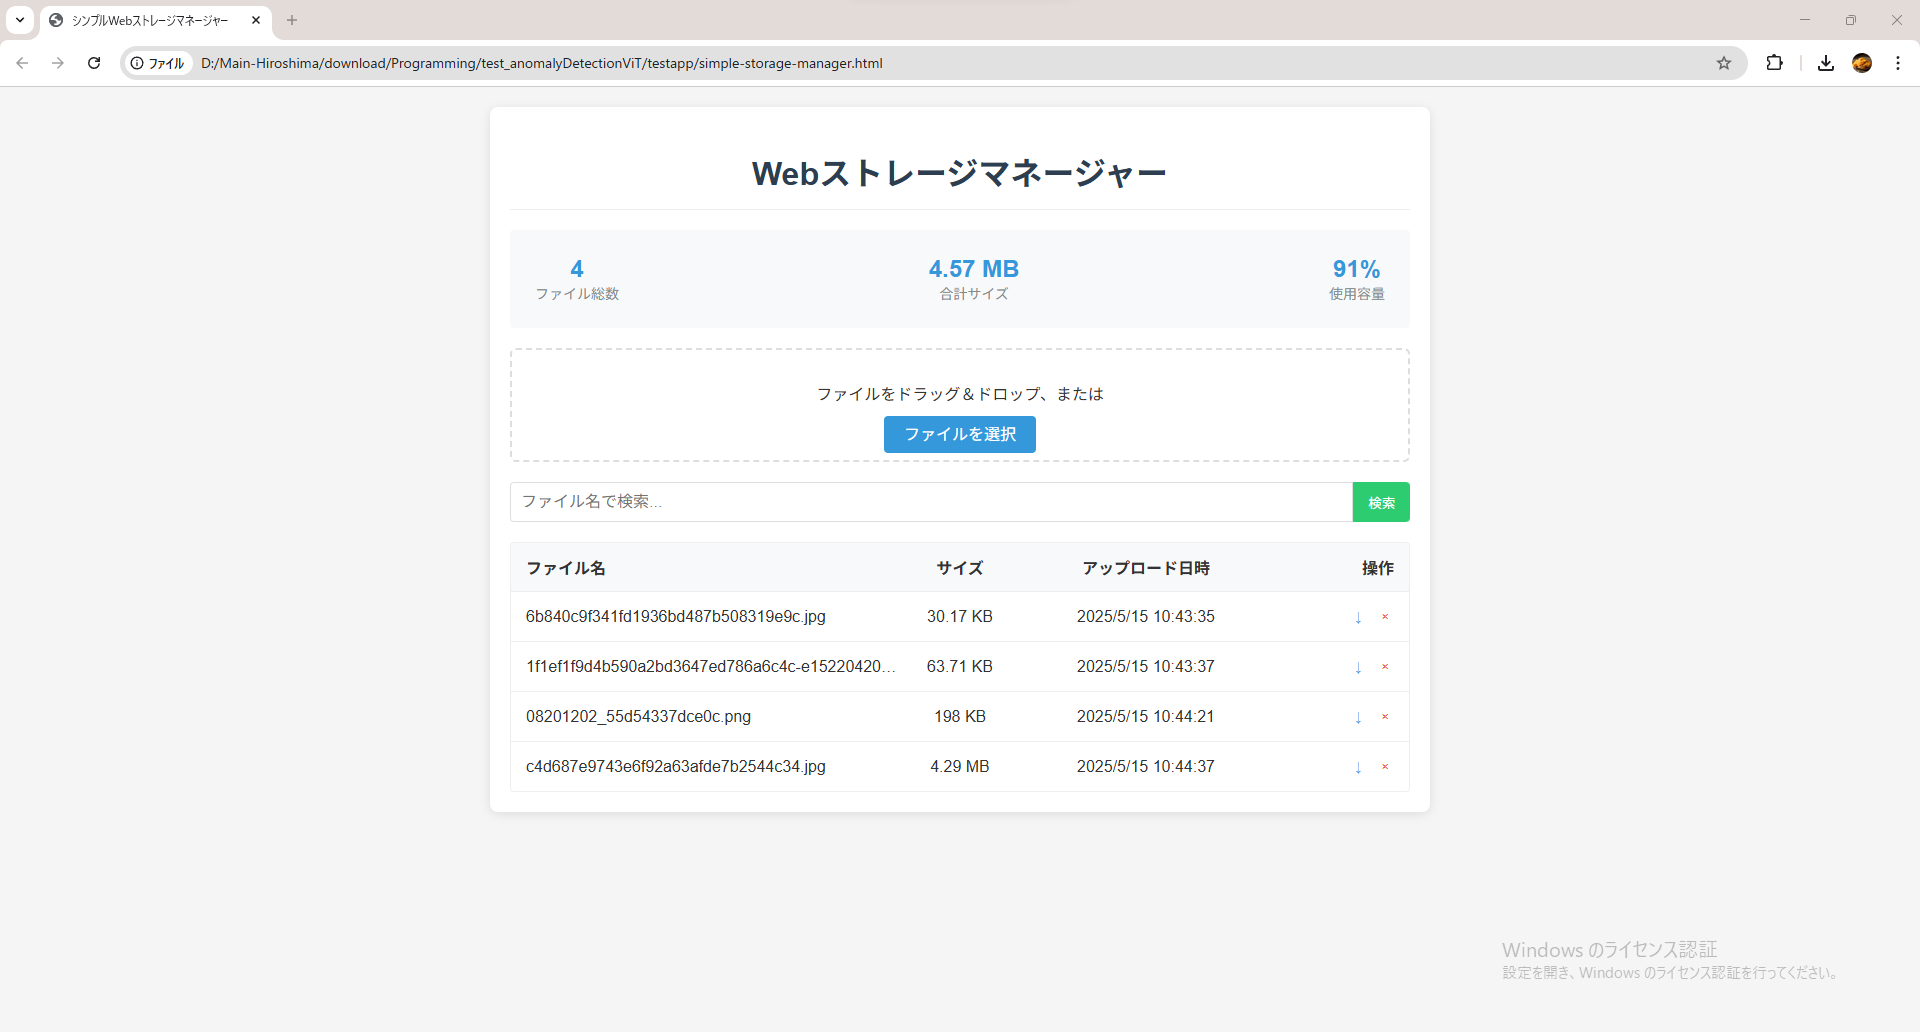 シンプルWebストレージマネージャー
ファイル D:/Main-Hiroshima/download/Programming/test_anomalyDetectionViT/testapp/simple-storage-manager.html
Webストレージマネージャー
4 4.57 MB 91%
ファイル総数 合計サイズ 使用容量
ファイルをドラッグ＆ドロップ、または
ファイルを選択
ファイル名で検索... 検索
ファイル名 サイズ アップロード日時 操作
6b840c9f341fd1936bd487b508319e9c.jpg 30.17 KB 2025/5/15 10:43:35 ↓ ×
1f1ef1f9d4b590a2bd3647ed786a6c4c-e15220420... 63.71 KB 2025/5/15 10:43:37 ↓ ×
08201202_55d54337dce0c.png 198 KB 2025/5/15 10:44:21 ↓ ×
c4d687e9743e6f92a63afde7b2544c34.jpg 4.29 MB 2025/5/15 10:44:37 ↓ ×
Windows のライセンス認証
設定を開き、Windows のライセンス認証を行ってください。